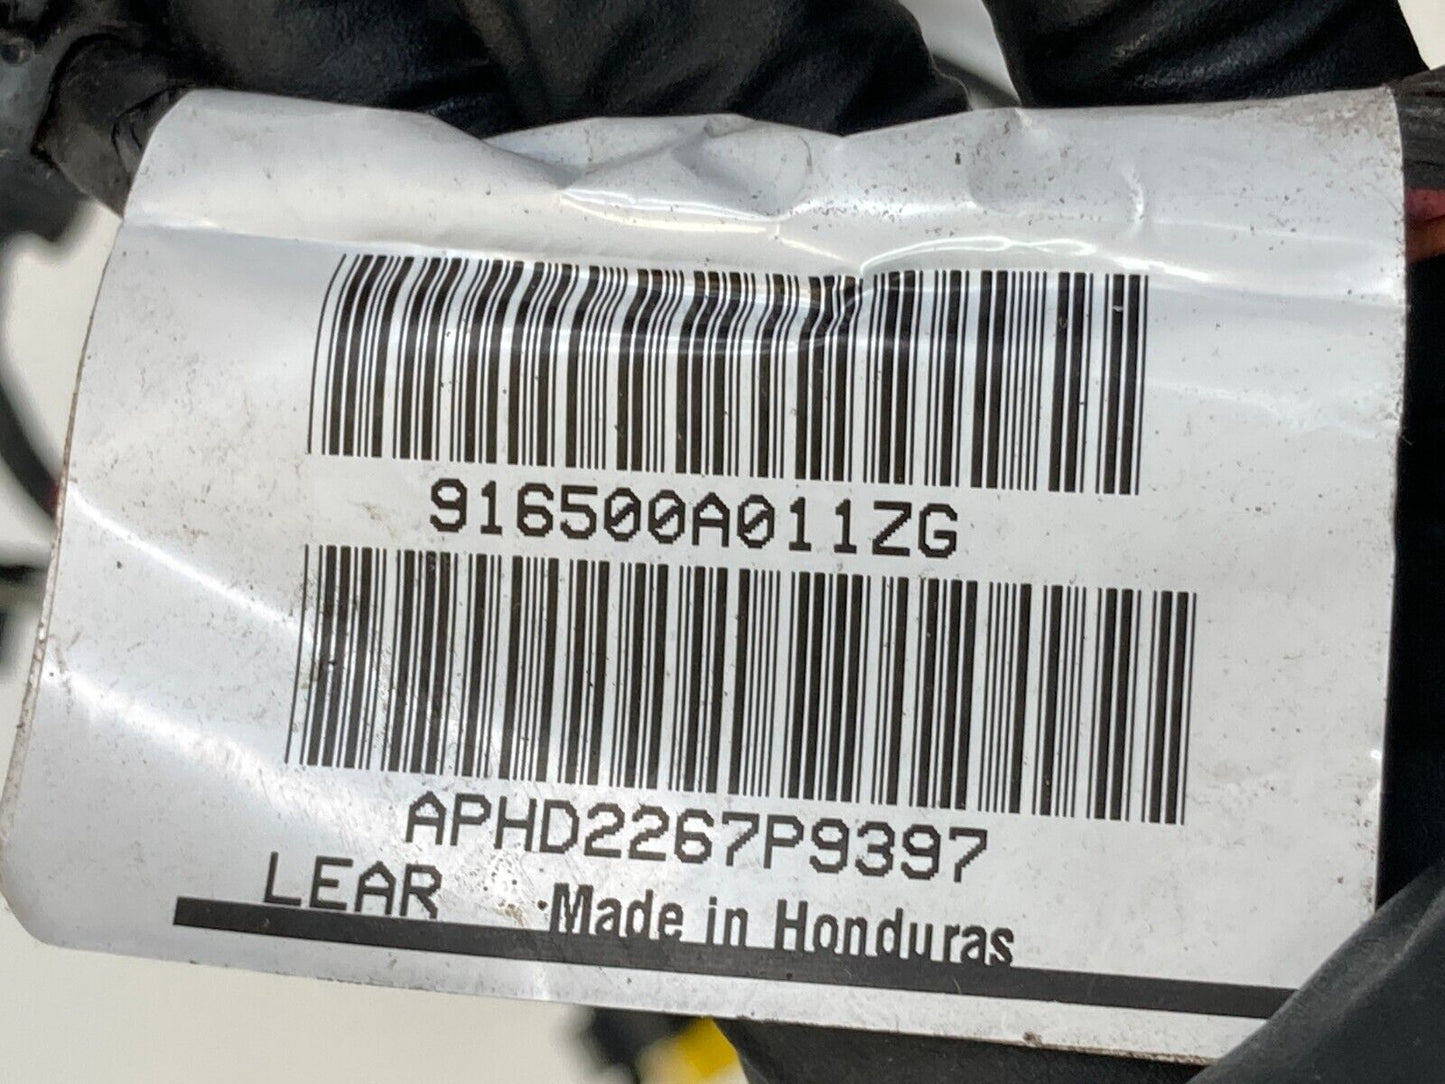 916500A011ZG
APHD2267P9397
LEAR Made in Honduras